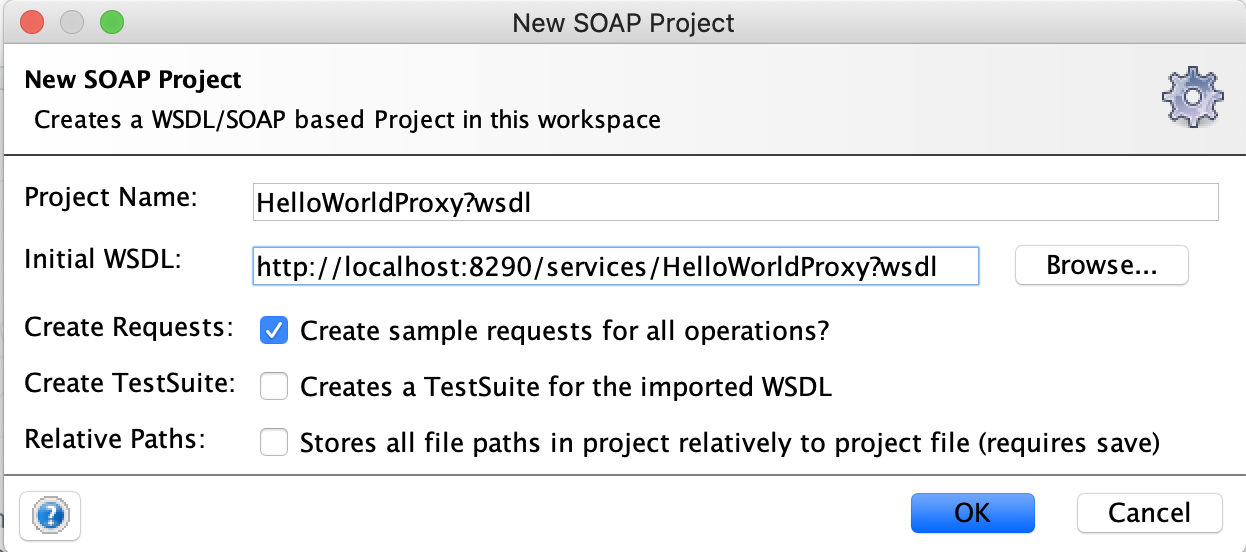 New SOAP Project
New SOAP Project
Creates a WSDL/SOAP based Project in this workspace
Project Name: HelloWorldProxy?wsdl
Initial WSDL: http://localhost:8290/services/HelloWorldProxy?wsdl Browse...
Create Requests: Create sample requests for all operations?
Create TestSuite: Creates a TestSuite for the imported WSDL
Relative Paths: Stores all file paths in project relatively to project file (requires save)
? OK Cancel